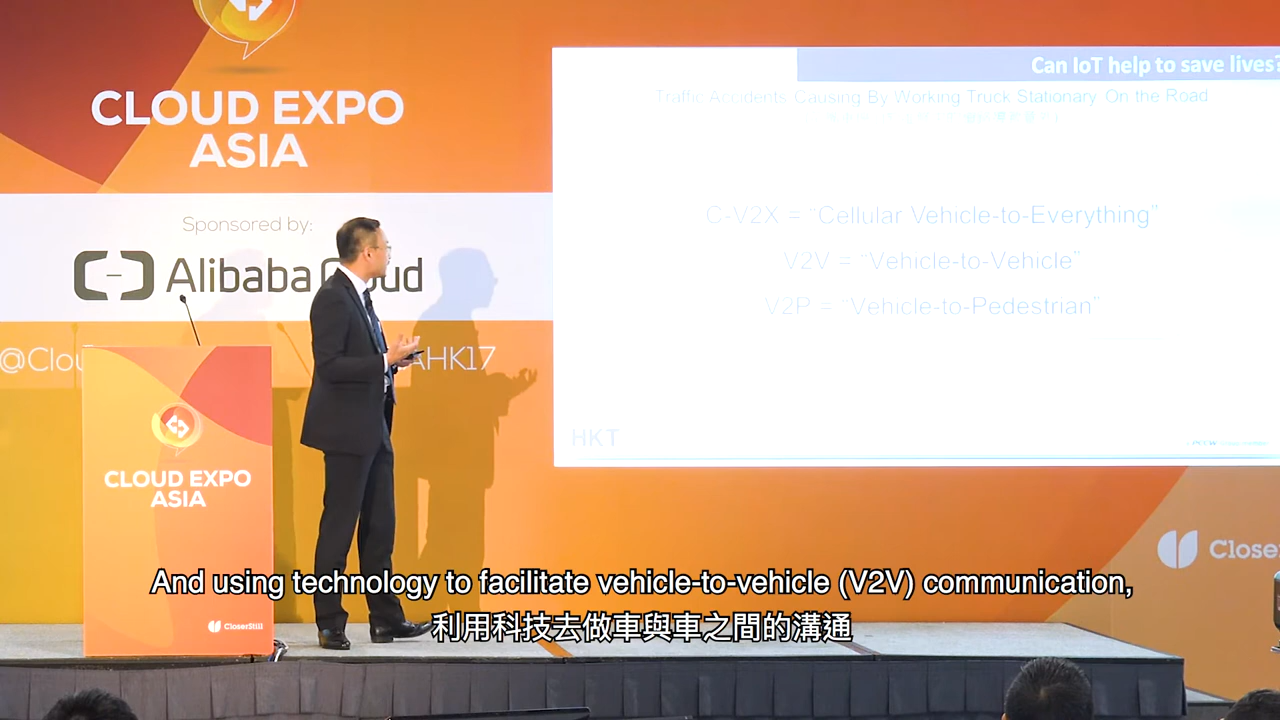 CLOUD EXPO
ASIA
Sponsored by:
Alibaba Cloud
@Clou
AHK17
CLOUD EXPO
ASIA
CloserStill
Can IoT help to save lives?
Traffic Accidents Causing By Working Truck Stationary On the Road
C-V2X = "Cellular Vehicle-to-Everything"
V2V = "Vehicle-to-Vehicle"
V2P = "Vehicle-to-Pedestrian"
HKT
Closer
And using technology to facilitate vehicle-to-vehicle (V2V) communication,
利用科技去做車與車之間的溝通